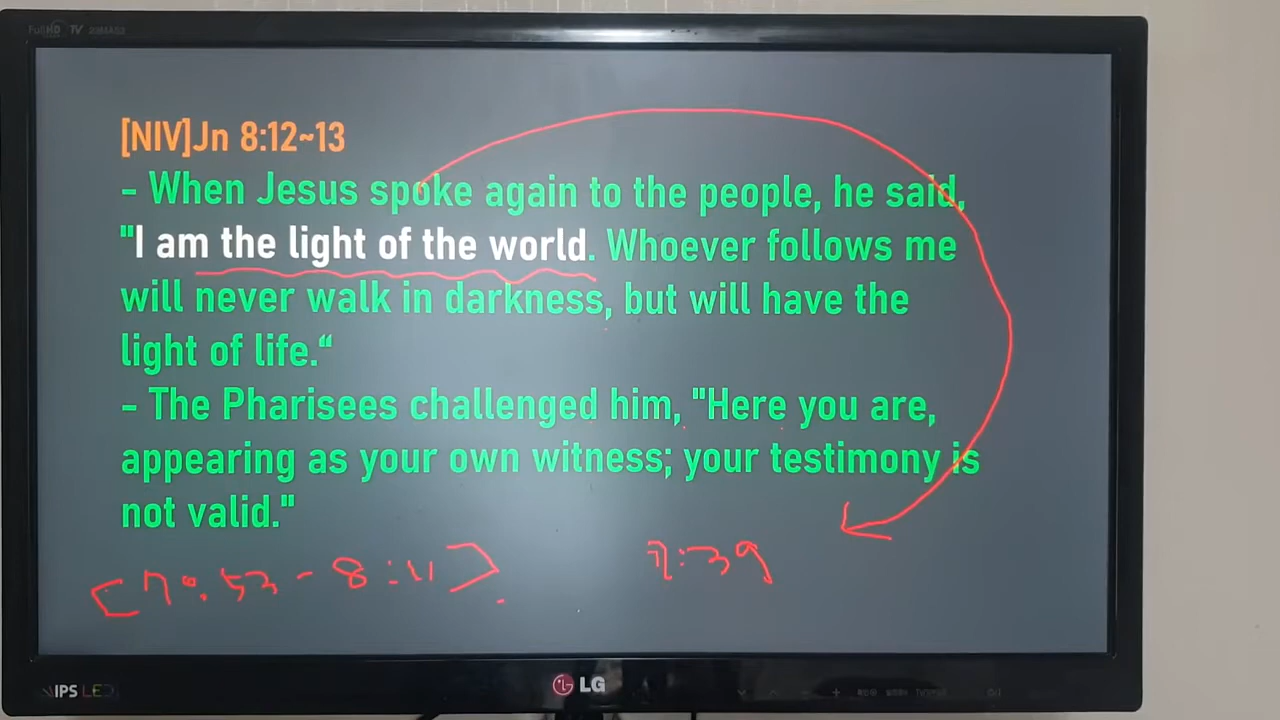 Full HD TV
[NIV]Jn 8:12~13
- When Jesus spoke again to the people, he said,
"I am the light of the world. Whoever follows me
will never walk in darkness, but will have the
light of life.“
- The Pharisees challenged him, "Here you are,
appearing as your own witness; your testimony is
not valid."
[7:53-8:11]
7:39
IPS LED
LG